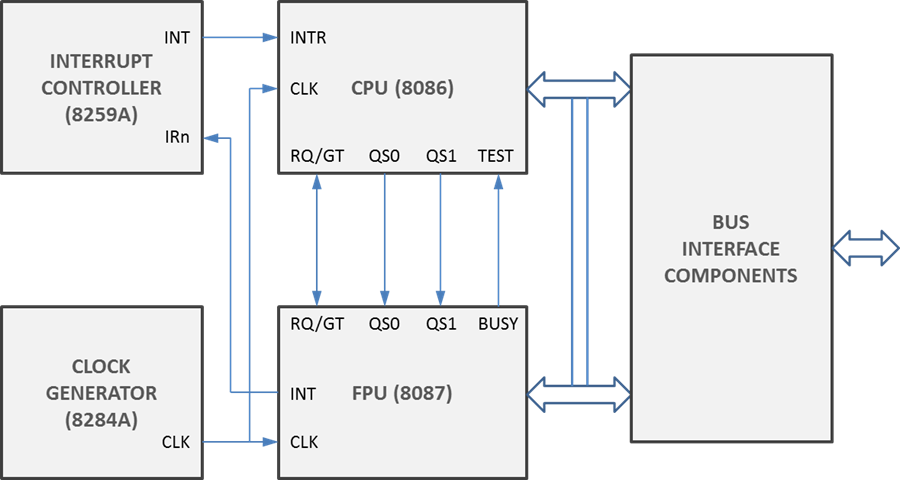 INT
INTERRUPT
CONTROLLER
(8259A)
IRn
INTR
CLK
CPU (8086)
RQ/GT QS0 QS1 TEST
BUS
INTERFACE
COMPONENTS
RQ/GT QS0 QS1 BUSY
INT
FPU (8087)
CLK
CLOCK
GENERATOR
(8284A)
CLK